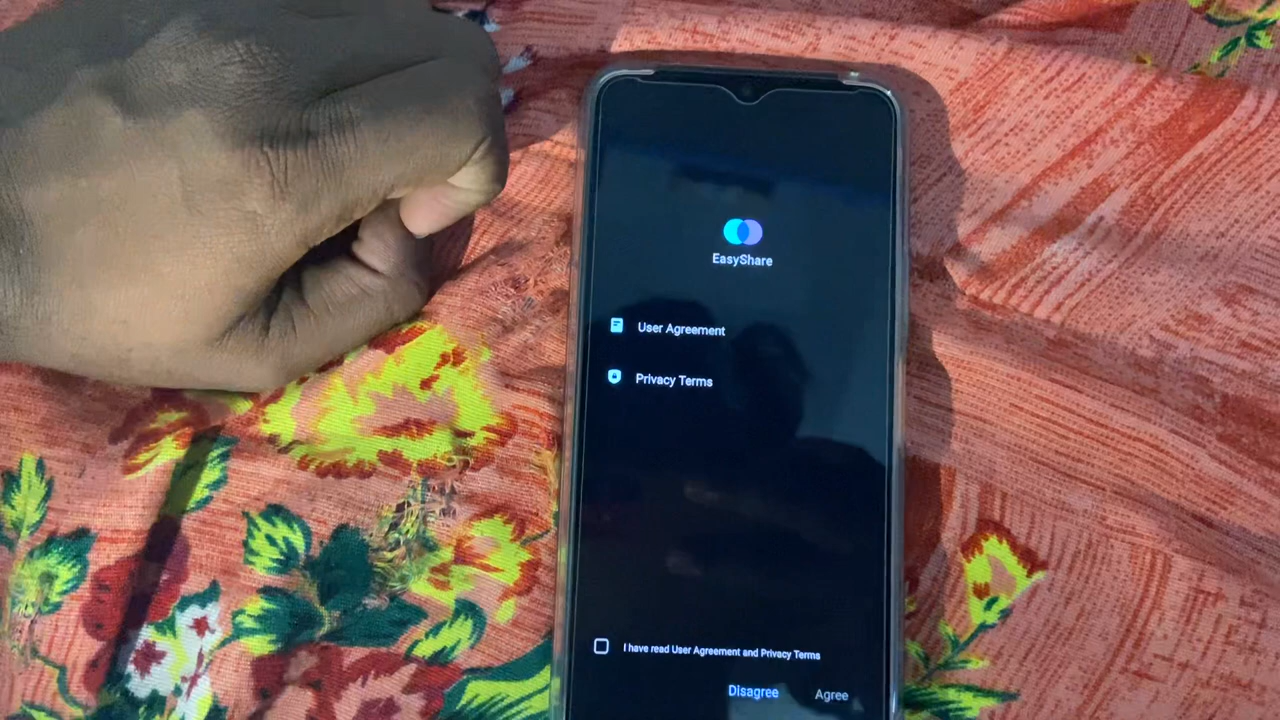 EasyShare
User Agreement
Privacy Terms
I have read User Agreement and Privacy Terms
Disagree
Agree